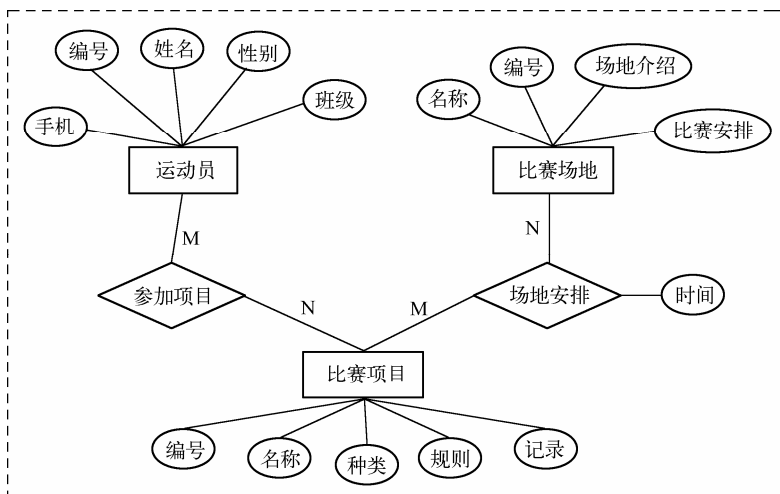 编号
姓名
性别
手机
班级
运动员
名称
编号
场地介绍
比赛安排
比赛场地
M
N
参加项目
场地安排
时间
N
M
比赛项目
编号
名称
种类
规则
记录